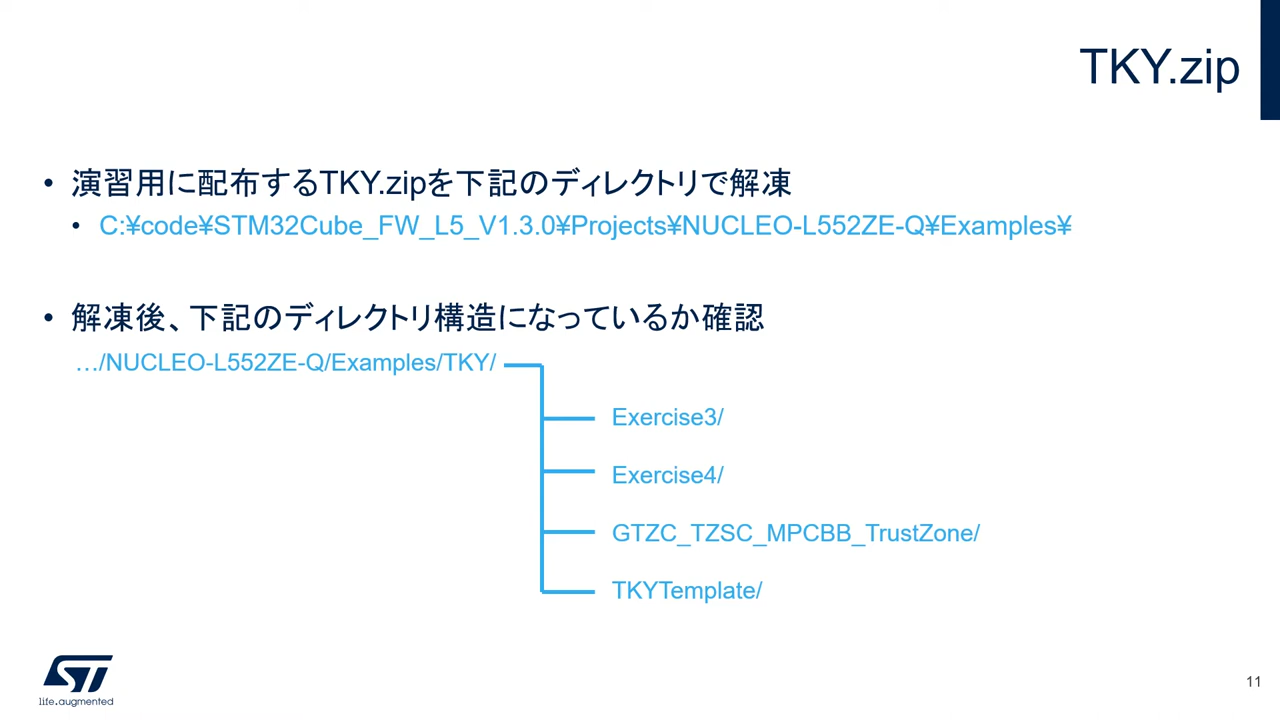 TKY.zip
• 演習用に配布するTKY.zipを下記のディレクトリで解凍
• C:¥code¥STM32Cube_FW_L5_V1.3.0¥Projects¥NUCLEO-L552ZE-Q¥Examples¥
• 解凍後、下記のディレクトリ構造になっているか確認
…/NUCLEO-L552ZE-Q/Examples/TKY/
Exercise3/
Exercise4/
GTZC_TZSC_MPCBB_TrustZone/
TKYTemplate/
ST
life.augmented
11